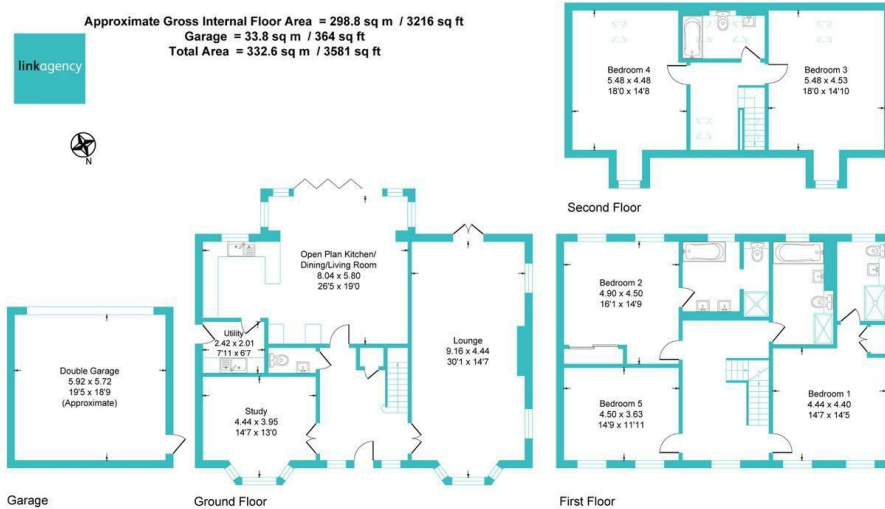 Approximate Gross Internal Floor Area = 298.8 sq m / 3216 sq ft
Garage = 33.8 sq m / 364 sq ft
Total Area = 332.6 sq m / 3581 sq ft
linkagency
N
Bedroom 4
5.48 x 4.48
18'0 x 14'8
Bedroom 3
5.48 x 4.53
18'0 x 14'10
Second Floor
Open Plan Kitchen/
Dining/Living Room
8.04 x 5.80
26'5 x 19'0
Utility
2.42 x 2.01
7'11 x 6'7
Lounge
9.16 x 4.44
30'1 x 14'7
Study
4.44 x 3.95
14'7 x 13'0
Double Garage
5.92 x 5.72
19'5 x 18'9
(Approximate)
Bedroom 2
4.90 x 4.50
16'1 x 14'9
Bedroom 5
4.50 x 3.63
14'9 x 11'11
Bedroom 1
4.44 x 4.40
14'7 x 14'5
Garage
Ground Floor
First Floor